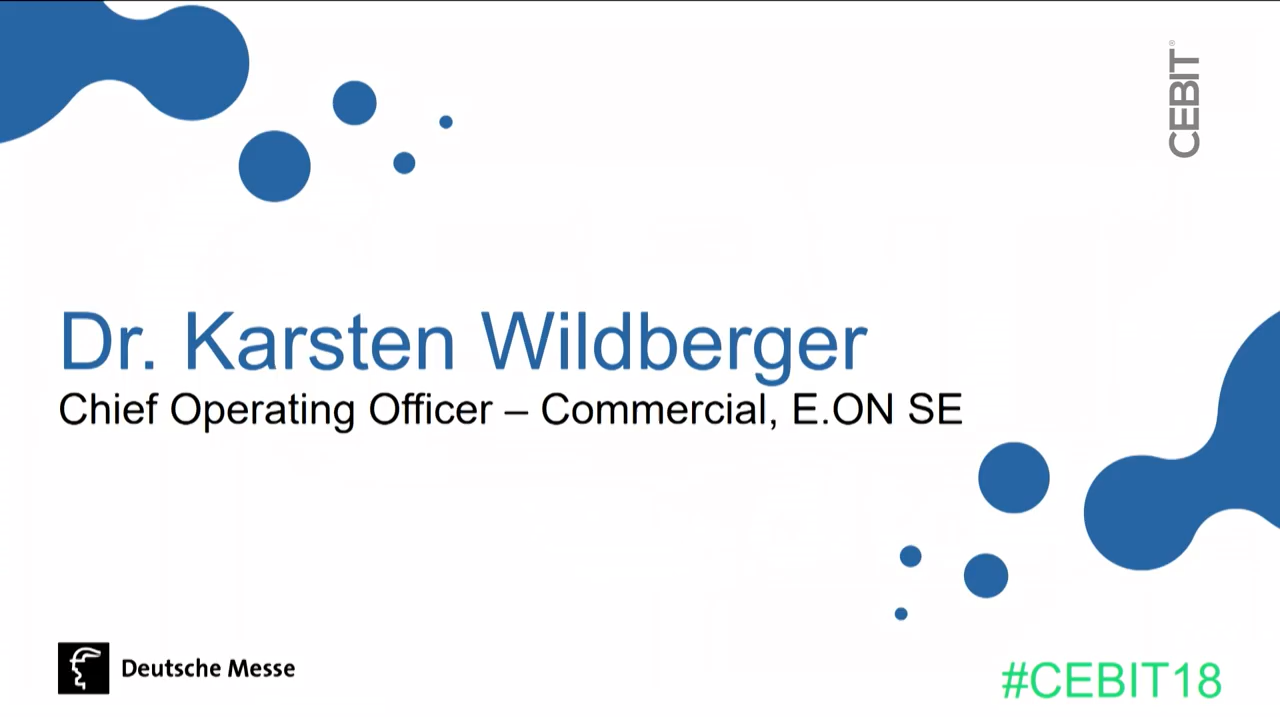 CEBIT®
Dr. Karsten Wildberger
Chief Operating Officer – Commercial, E.ON SE
Deutsche Messe
#CEBIT18